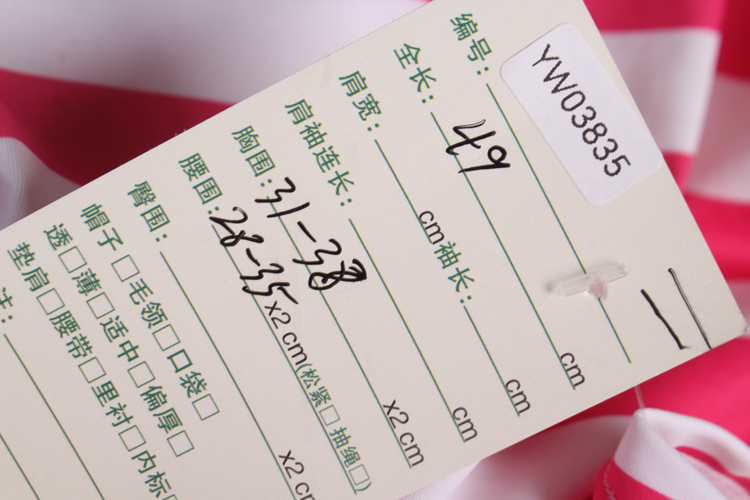 编号: YW03835
全长: 49 cm
肩宽: cm 袖长: cm
肩袖连长: cm
胸围: 31-38 x2 cm
腰围: 28-35 x2 cm(松紧□ 抽绳□)
臀围: x2 cm
帽子□ 毛领□ 口袋□
透□ 薄□ 适中□ 偏厚□
垫肩□ 腰带□ 里衬□ 内标□
注: